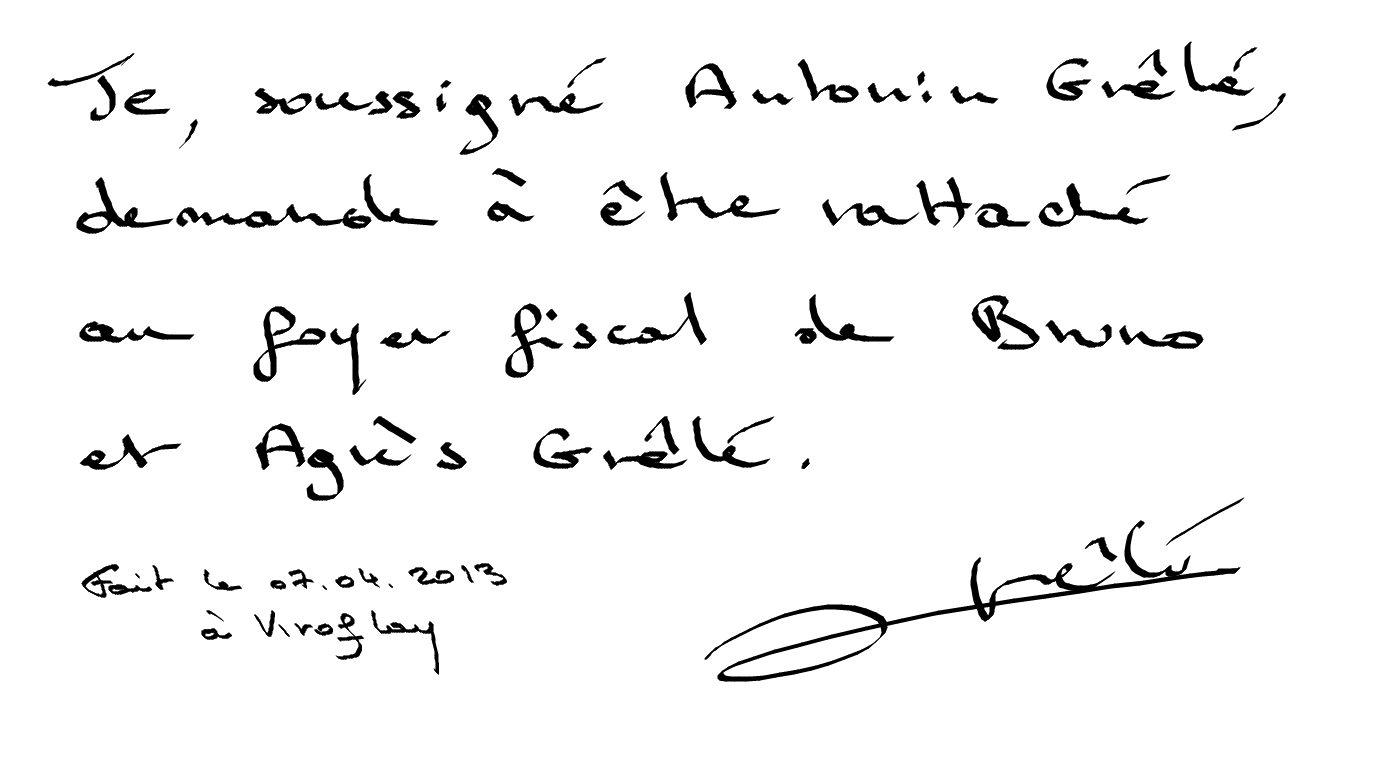 Je, soussigné Antonin Grêlé,
demande à être rattaché
au foyer fiscal de Bruno
et Agnès Grêlé.
Fait le 07.04.2013
à Viroflay
Grêlé